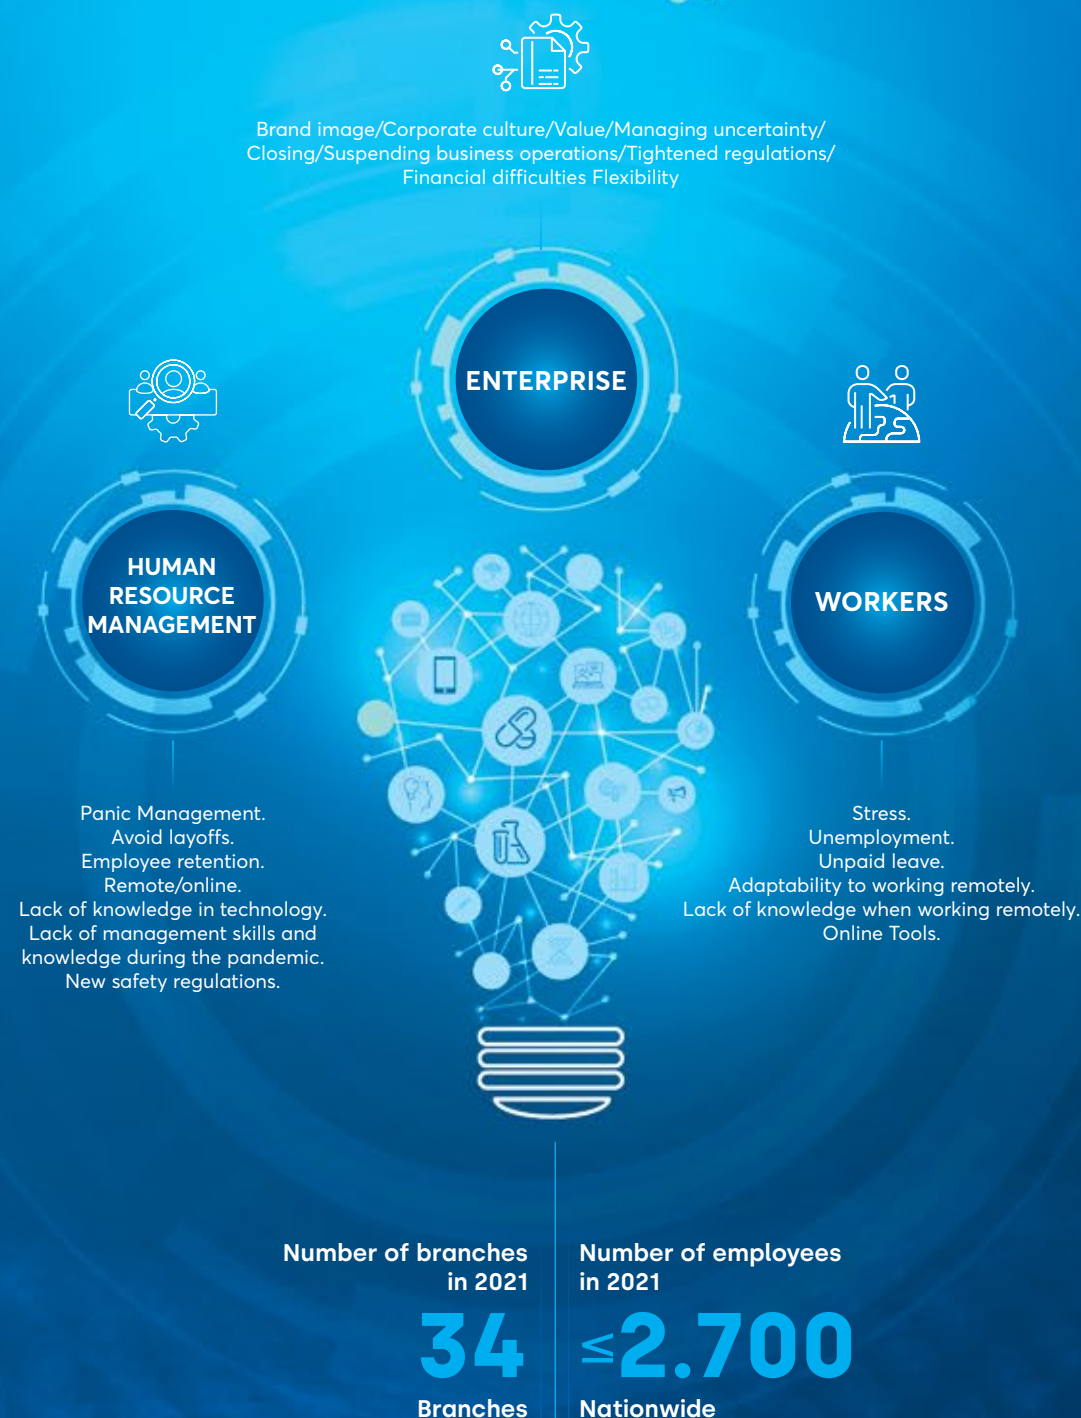 Brand image/Corporate culture/Value/Managing uncertainty/
Closing/Suspending business operations/Tightened regulations/
Financial difficulties Flexibility
ENTERPRISE
HUMAN
RESOURCE
MANAGEMENT
WORKERS
Panic Management.
Avoid layoffs.
Employee retention.
Remote/online.
Lack of knowledge in technology.
Lack of management skills and
knowledge during the pandemic.
New safety regulations.
Stress.
Unemployment.
Unpaid leave.
Adaptability to working remotely.
Lack of knowledge when working remotely.
Online Tools.
Number of branches
in 2021
34
Branches
Number of employees
in 2021
≤2.700
Nationwide